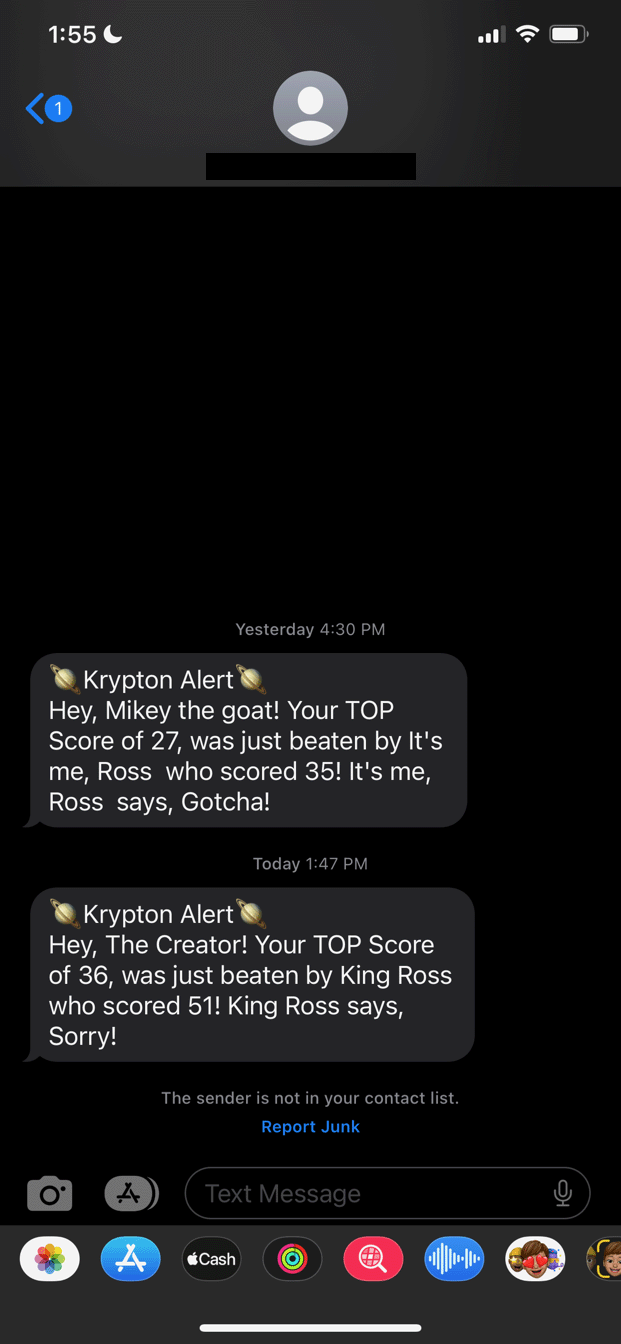 1:55
1
Yesterday 4:30 PM
🪐Krypton Alert🪐
Hey, Mikey the goat! Your TOP
Score of 27, was just beaten by It's
me, Ross  who scored 35! It's me,
Ross  says, Gotcha!
Today 1:47 PM
🪐Krypton Alert🪐
Hey, The Creator! Your TOP Score
of 36, was just beaten by King Ross
who scored 51! King Ross says,
Sorry!
The sender is not in your contact list.
Report Junk
Text Message
Cash